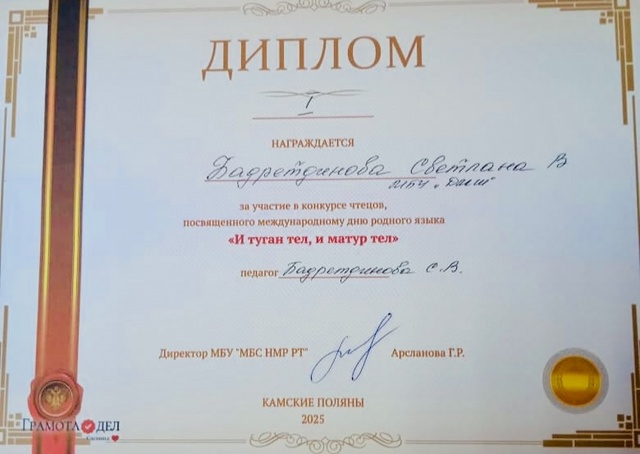 ДИПЛОМ
I
НАГРАЖДАЕТСЯ
Бадретдинова Светлана В
МБУ "
за участие в конкурсе чтецов,
посвященного международному дню родного языка
«И туган тел, и матур тел»
педагог Бадретдинова С.В.
Директор МБУ "МБС НМР РТ" Арсланова Г.Р.
КАМСКИЕ ПОЛЯНЫ
2025
ГРАМОТА ДЕЛ